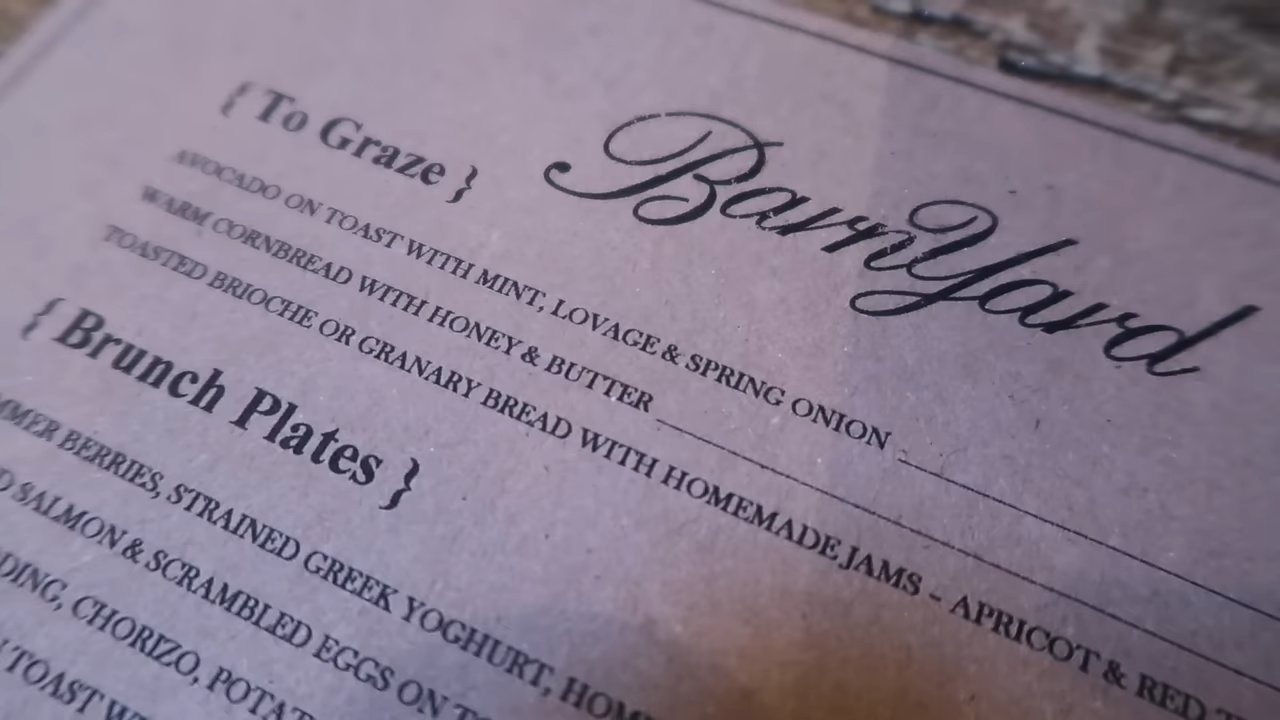 BarnYard
{ To Graze }
AVOCADO ON TOAST WITH MINT, LOVAGE & SPRING ONION
WARM CORNBREAD WITH HONEY & BUTTER
TOASTED BRIOCHE OR GRANARY BREAD WITH HOMEMADE JAMS - APRICOT & RED
{ Brunch Plates }
BERRIES, STRAINED GREEK YOGHURT,
SALMON & SCRAMBLED EGGS ON
CHORIZO,
TOAST